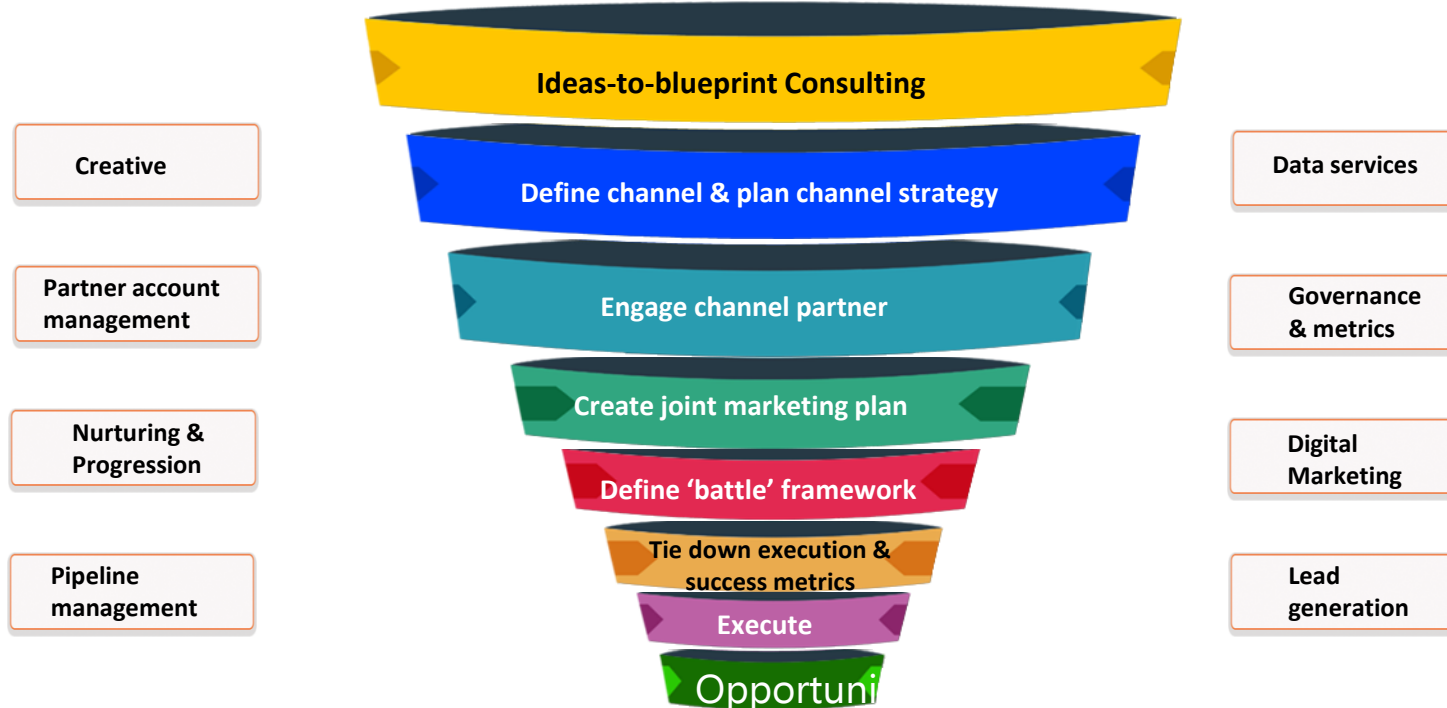 Ideas-to-blueprint Consulting
Creative
Define channel & plan channel strategy
Data services
Partner account
management
Engage channel partner
Governance
& metrics
Create joint marketing plan
Nurturing &
Progression
Define ‘battle’ framework
Digital
Marketing
Tie down execution &
success metrics
Pipeline
management
Execute
Lead
generation
Opportuni